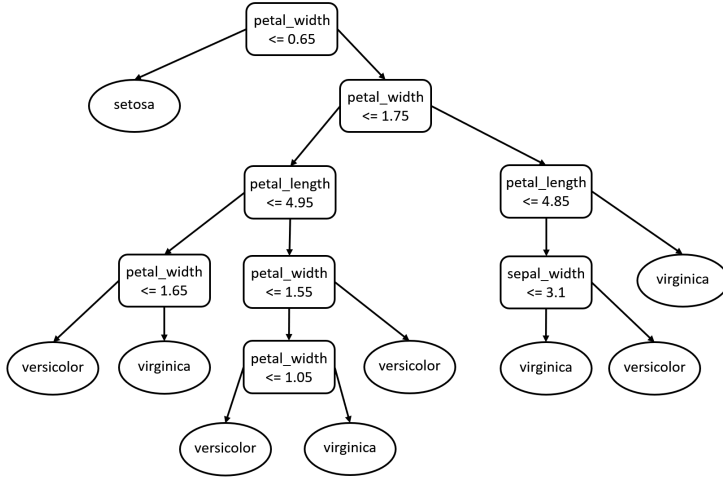 petal_width
<= 0.65
setosa
petal_width
<= 1.75
petal_length
<= 4.95
petal_length
<= 4.85
petal_width
<= 1.65
petal_width
<= 1.55
sepal_width
<= 3.1
virginica
versicolor
virginica
petal_width
<= 1.05
versicolor
virginica
versicolor
versicolor
virginica